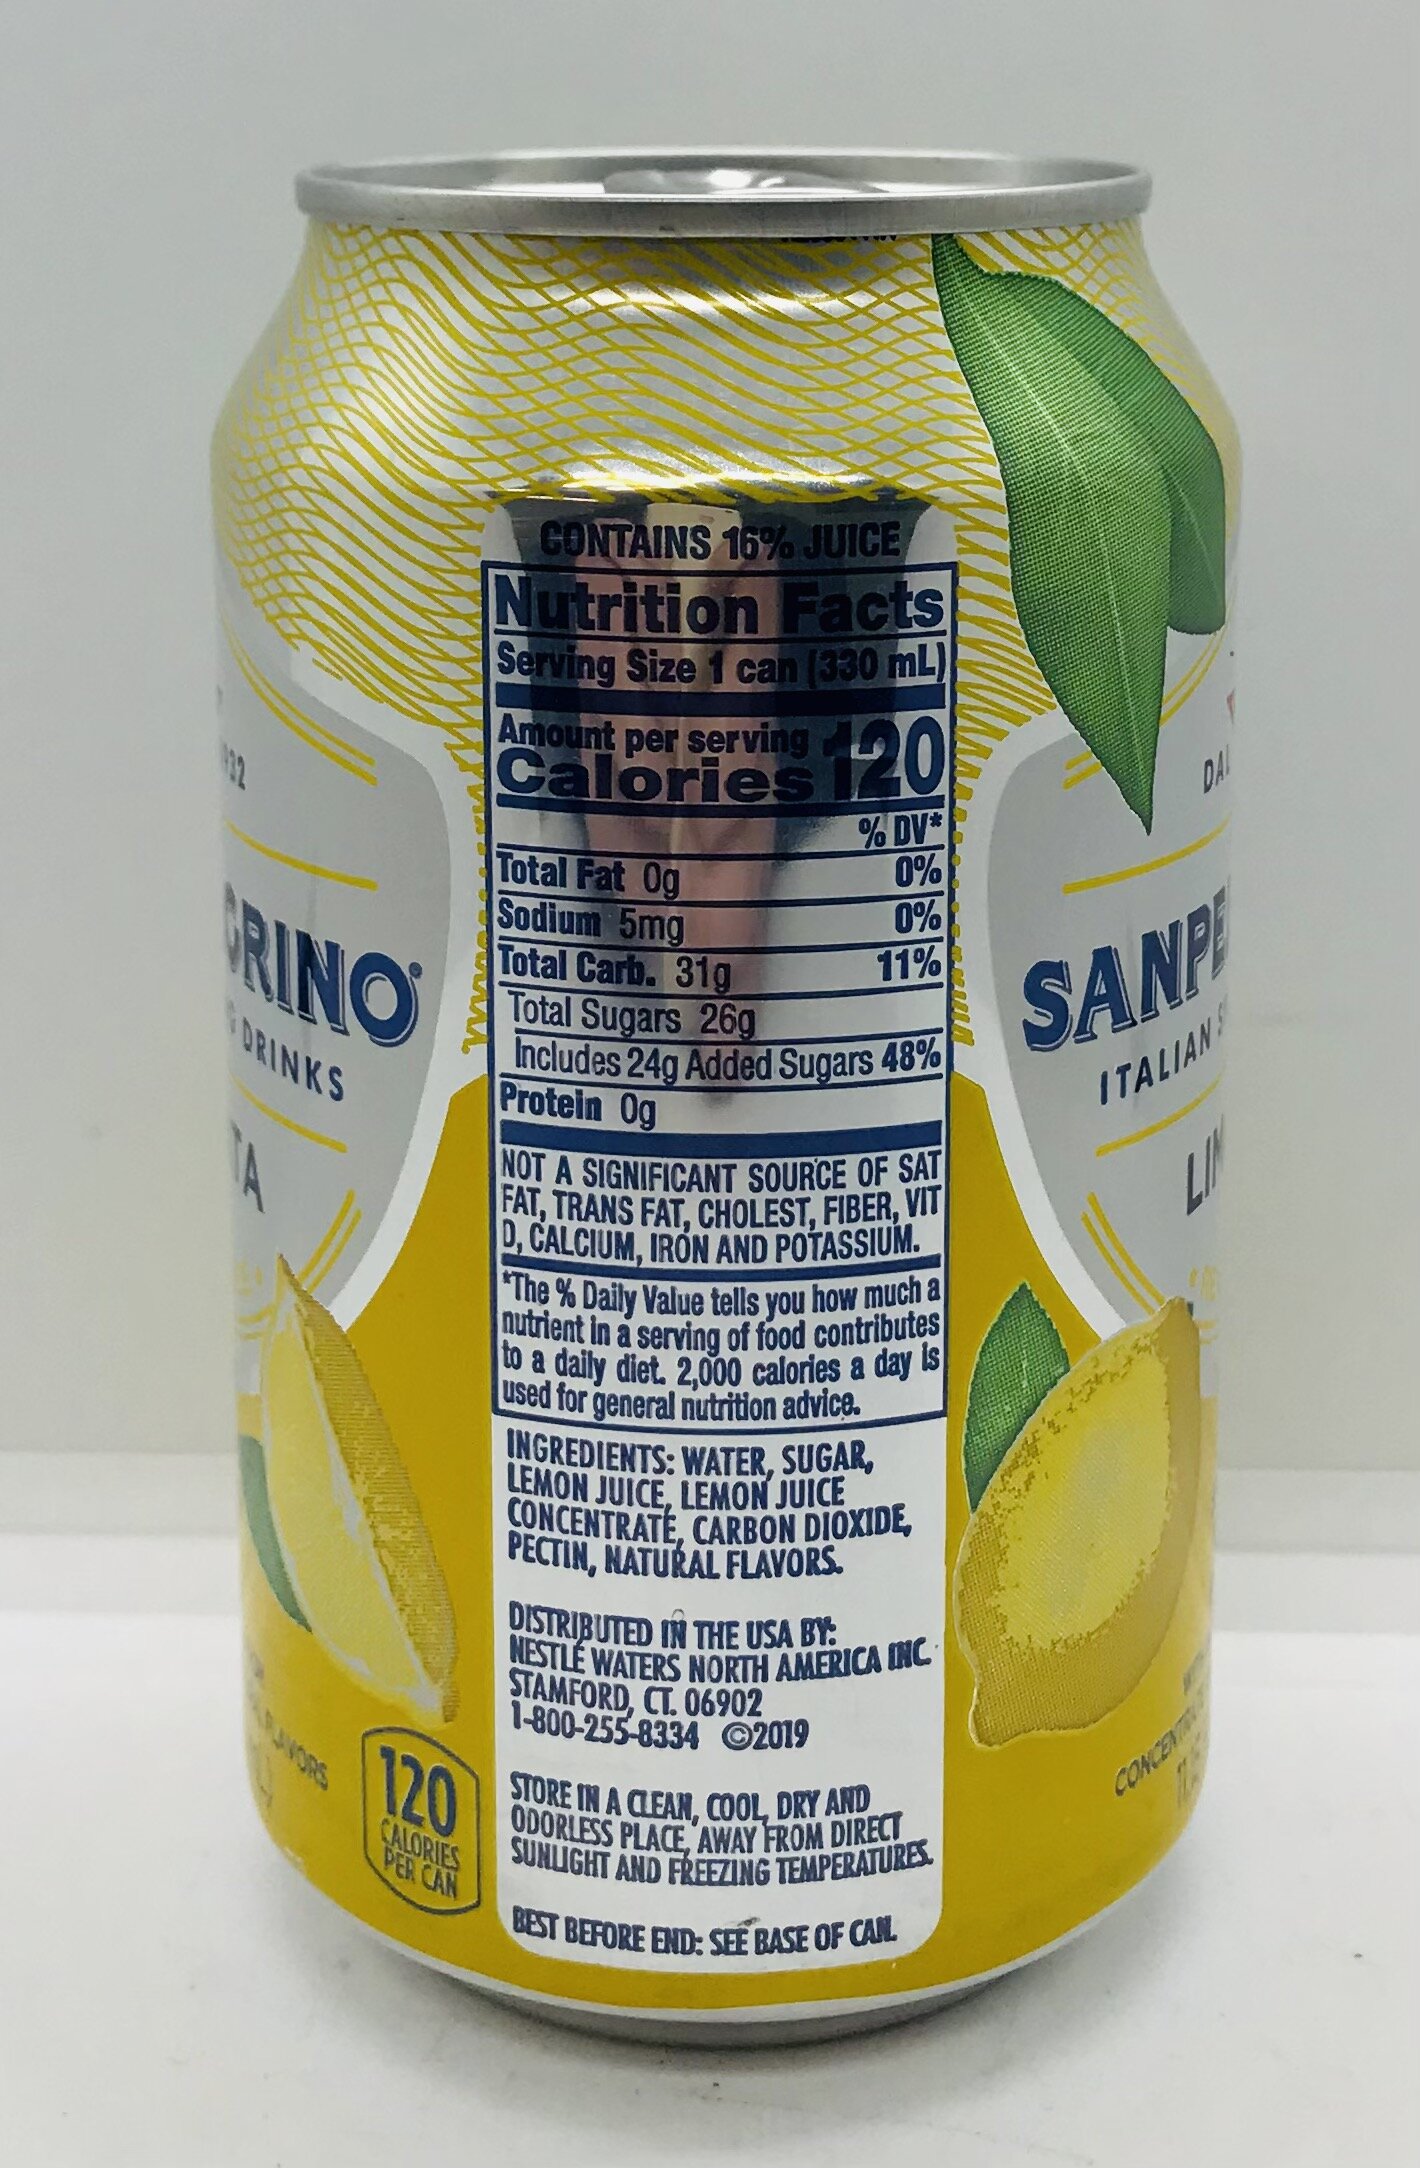 CONTAINS 16% JUICE
Nutrition Facts
Serving Size 1 can (330 mL)
Amount per serving
Calories 120
% DV*
Total Fat 0g 0%
Sodium 5mg 0%
Total Carb. 31g 11%
Total Sugars 26g
Includes 24g Added Sugars 48%
Protein 0g
NOT A SIGNIFICANT SOURCE OF SAT
FAT, TRANS FAT, CHOLEST, FIBER, VIT
D, CALCIUM, IRON AND POTASSIUM.
*The % Daily Value tells you how much a
nutrient in a serving of food contributes
to a daily diet. 2,000 calories a day is
used for general nutrition advice.
INGREDIENTS: WATER, SUGAR,
LEMON JUICE, LEMON JUICE
CONCENTRATE, CARBON DIOXIDE,
PECTIN, NATURAL FLAVORS.
DISTRIBUTED IN THE USA BY:
NESTLÉ WATERS NORTH AMERICA INC.
STAMFORD, CT. 06902
1-800-255-8334 ©2019
STORE IN A CLEAN, COOL, DRY AND
ODORLESS PLACE, AWAY FROM DIRECT
SUNLIGHT AND FREEZING TEMPERATURES.
BEST BEFORE END: SEE BASE OF CAN.
DRINKS
FLAVORS
120
CALORIES
PER CAN
SANPE
ITALIAN